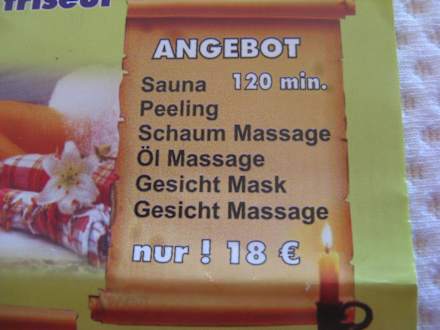 friseur
ANGEBOT
Sauna 120 min.
Peeling
Schaum Massage
Öl Massage
Gesicht Mask
Gesicht Massage
nur ! 18 €